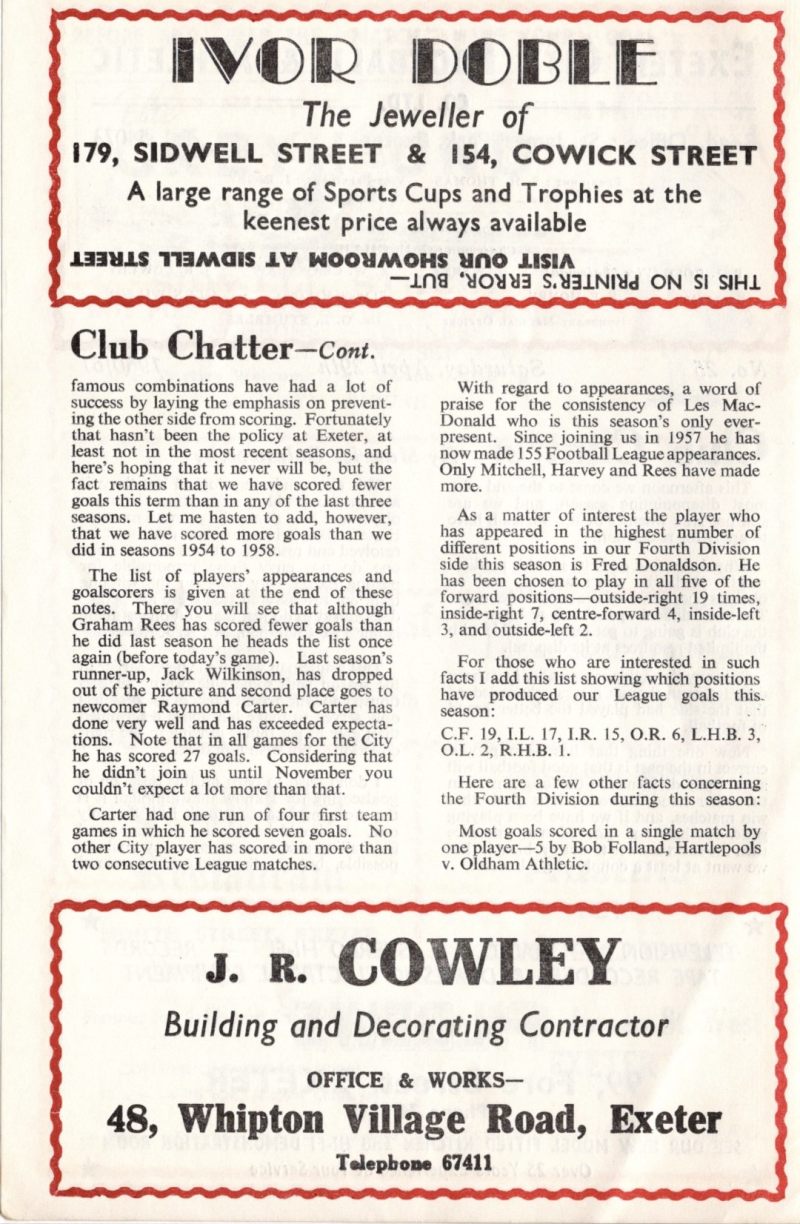 IVOR DOBLE
The Jeweller of
179, SIDWELL STREET & 154, COWICK STREET
A large range of Sports Cups and Trophies at the
keenest price always available
THIS IS NO PRINTER'S ERROR, BUT—
VISIT OUR SHOWROOM AT SIDWELL STREET
Club Chatter—Cont.
famous combinations have had a lot of
success by laying the emphasis on prevent-
ing the other side from scoring. Fortunately
that hasn't been the policy at Exeter, at
least not in the most recent seasons, and
here's hoping that it never will be, but the
fact remains that we have scored fewer
goals this term than in any of the last three
seasons. Let me hasten to add, however,
that we have scored more goals than we
did in seasons 1954 to 1958.
The list of players' appearances and
goalscorers is given at the end of these
notes. There you will see that although
Graham Rees has scored fewer goals than
he did last season he heads the list once
again (before today's game). Last season's
runner-up, Jack Wilkinson, has dropped
out of the picture and second place goes to
newcomer Raymond Carter. Carter has
done very well and has exceeded expecta-
tions. Note that in all games for the City
he has scored 27 goals. Considering that
he didn't join us until November you
couldn't expect a lot more than that.
Carter had one run of four first team
games in which he scored seven goals. No
other City player has scored in more than
two consecutive League matches.
With regard to appearances, a word of
praise for the consistency of Les Mac-
Donald who is this season's only ever-
present. Since joining us in 1957 he has
now made 155 Football League appearances.
Only Mitchell, Harvey and Rees have made
more.
As a matter of interest the player who
has appeared in the highest number of
different positions in our Fourth Division
side this season is Fred Donaldson. He
has been chosen to play in all five of the
forward positions—outside-right 19 times,
inside-right 7, centre-forward 4, inside-left
3, and outside-left 2.
For those who are interested in such
facts I add this list showing which positions
have produced our League goals this
season:
C.F. 19, I.L. 17, I.R. 15, O.R. 6, L.H.B. 3,
O.L. 2, R.H.B. 1.
Here are a few other facts concerning
the Fourth Division during this season:
Most goals scored in a single match by
one player—5 by Bob Folland, Hartlepools
v. Oldham Athletic.
J. R. COWLEY
Building and Decorating Contractor
OFFICE & WORKS—
48, Whipton Village Road, Exeter
Telephone 67411